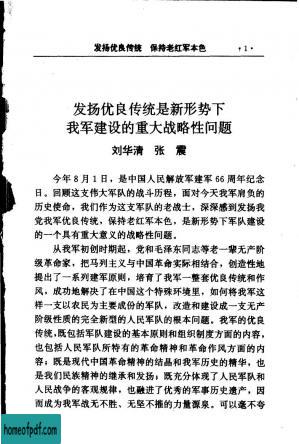 发扬优良传统 保持老红军本色 ·1·
发扬优良传统是新形势下
我军建设的重大战略性问题
刘华清 张 震
今年8月1日，是中国人民解放军建军66周年纪念
日。回顾这支伟大军队的战斗历程，面对今天我军肩负的
历史使命，我们作为这支军队的老战士，深深感到发扬我
党我军优良传统，保持老红军本色，是新形势下军队建设
的一个具有重大意义的战略性问题。
从我军初创时期起，党和毛泽东同志等老一辈无产阶
级革命家，把马列主义与中国革命实际相结合，创造性地
提出了一系列建军原则，培育了我军一整套优良传统和作
风，成功地解决了在中国这个特殊环境里，如何将我军这
样一支以农民为主要成份的军队，改造和建设成一支无产
阶级性质的完全新型的人民军队的根本问题。我军的优良
传统，既包括军队建设的基本原则和组织制度方面的内容，
也包括人民军队所特有的革命精神和革命作风方面的内
容；既是现代中国革命精神的结晶和我军历史的精华，也
是我们民族精神的继承和发扬；既充分体现了人民军队和
人民战争的客观规律，也融进了优秀的军事历史遗产，因
而成为我军战无不胜、无坚不摧的力量源泉，可以毫不夸
homeofpdf.com